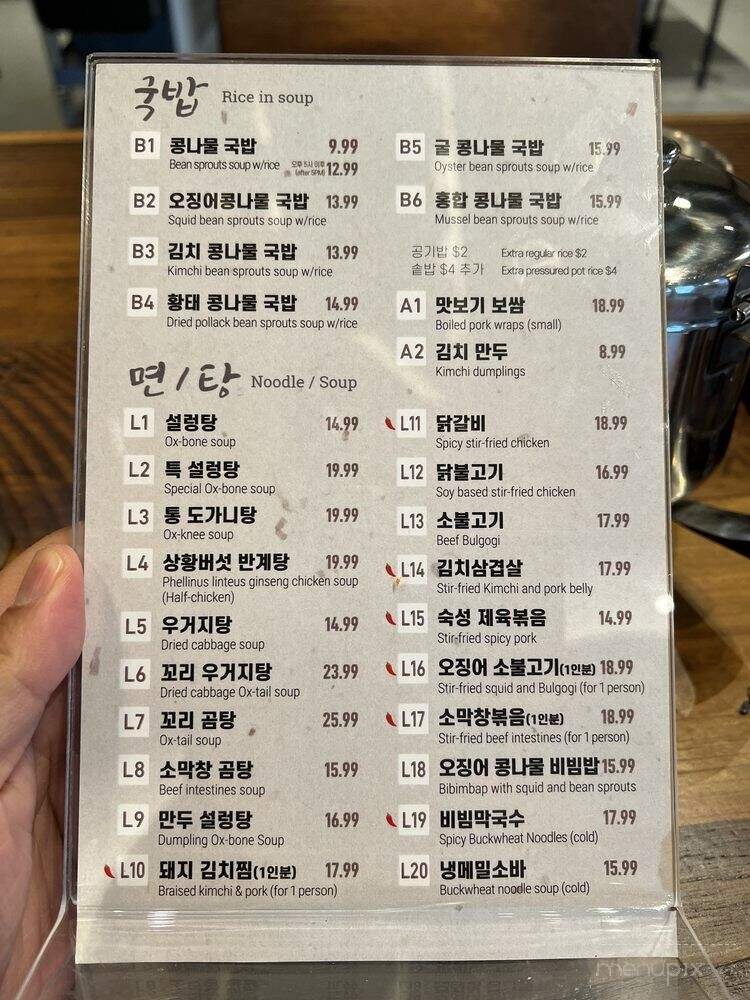 국밥 Rice in soup
B1 콩나물 국밥 9.99
Bean sprouts soup w/rice 오후 5시 이후 (after 5PM) 12.99
B2 오징어콩나물 국밥 13.99
Squid bean sprouts soup w/rice
B3 김치 콩나물 국밥 13.99
Kimchi bean sprouts soup w/rice
B4 황태 콩나물 국밥 14.99
Dried pollack bean sprouts soup w/rice
B5 굴 콩나물 국밥 15.99
Oyster bean sprouts soup w/rice
B6 홍합 콩나물 국밥 15.99
Mussel bean sprouts soup w/rice
공기밥 $2 Extra regular rice $2
솥밥 $4 추가 Extra pressured pot rice $4
A1 맛보기 보쌈 18.99
Boiled pork wraps (small)
A2 김치 만두 8.99
Kimchi dumplings
면 / 탕 Noodle / Soup
L1 설렁탕 14.99
Ox-bone soup
L2 특 설렁탕 19.99
Special Ox-bone soup
L3 통 도가니탕 19.99
Ox-knee soup
L4 상황버섯 반계탕 19.99
Phellinus linteus ginseng chicken soup
(Half-chicken)
L5 우거지탕 14.99
Dried cabbage soup
L6 꼬리 우거지탕 23.99
Dried cabbage Ox-tail soup
L7 꼬리 곰탕 25.99
Ox-tail soup
L8 소막창 곰탕 15.99
Beef intestines soup
L9 만두 설렁탕 16.99
Dumpling Ox-bone Soup
L10 돼지 김치찜(1인분) 17.99
Braised kimchi & pork (for 1 person)
L11 닭갈비 18.99
Spicy stir-fried chicken
L12 닭불고기 16.99
Soy based stir-fried chicken
L13 소불고기 17.99
Beef Bulgogi
L14 김치삼겹살 17.99
Stir-fried Kimchi and pork belly
L15 숙성 제육볶음 14.99
Stir-fried spicy pork
L16 오징어 소불고기(1인분) 18.99
Stir-fried squid and Bulgogi (for 1 person)
L17 소막창볶음(1인분) 18.99
Stir-fried beef intestines (for 1 person)
L18 오징어 콩나물 비빔밥 15.99
Bibimbap with squid and bean sprouts
L19 비빔막국수 17.99
Spicy Buckwheat Noodles (cold)
L20 냉메밀소바 15.99
Buckwheat noodle soup (cold)
menupix